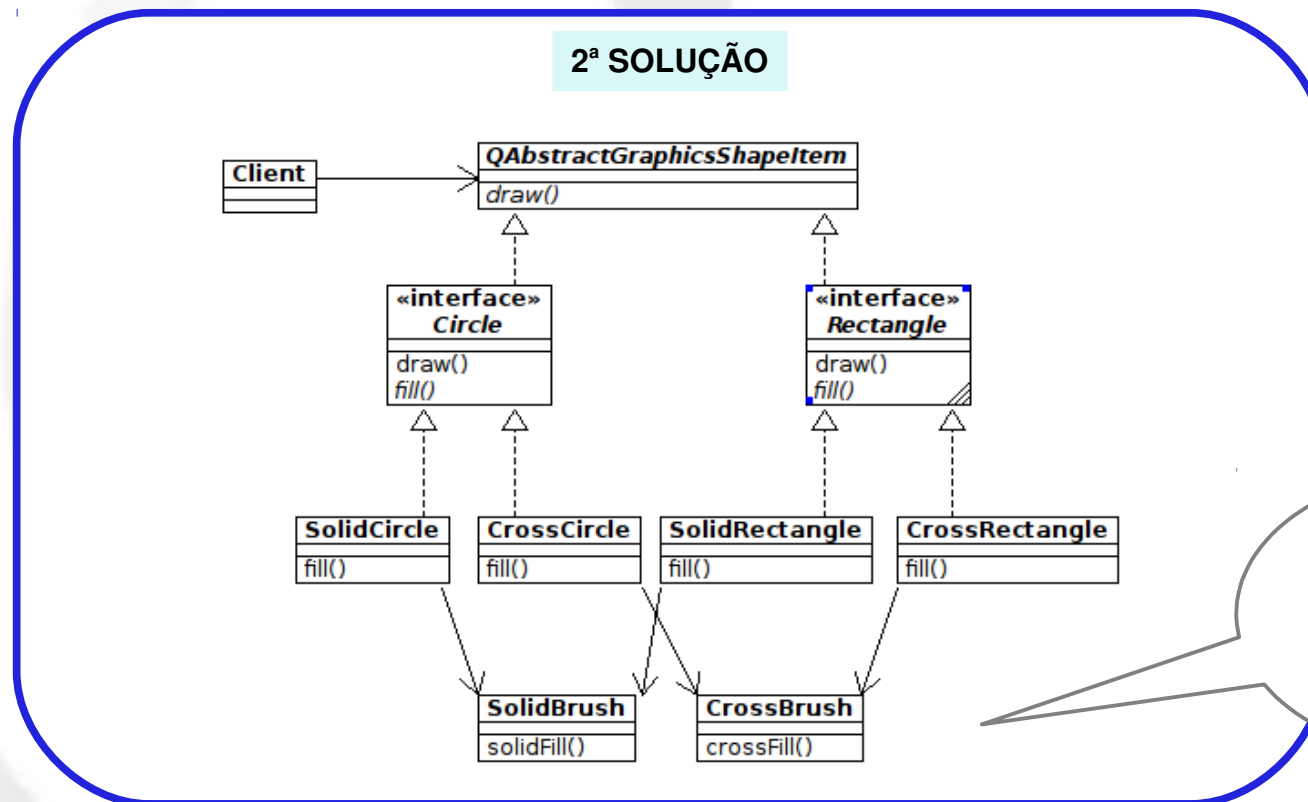 2ª SOLUÇÃO
QAbstractGraphicsShapeItem
draw()
Client
«interface»
Circle
draw()
fill()
«interface»
Rectangle
draw()
fill()
SolidCircle
fill()
CrossCircle
fill()
SolidRectangle
fill()
CrossRectangle
fill()
SolidBrush
solidFill()
CrossBrush
crossFill()